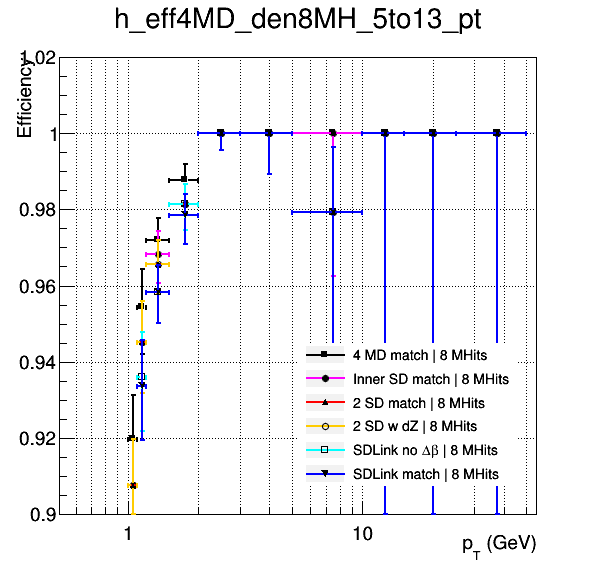 h_eff4MD_den8MH_5to13_pt
Efficiency
1.02
1
0.98
0.96
0.94
0.92
0.9
4 MD match | 8 MHits
Inner SD match | 8 MHits
2 SD match | 8 MHits
2 SD w dZ | 8 MHits
SDLink no Δβ | 8 MHits
SDLink match | 8 MHits
1
10
p_T (GeV)